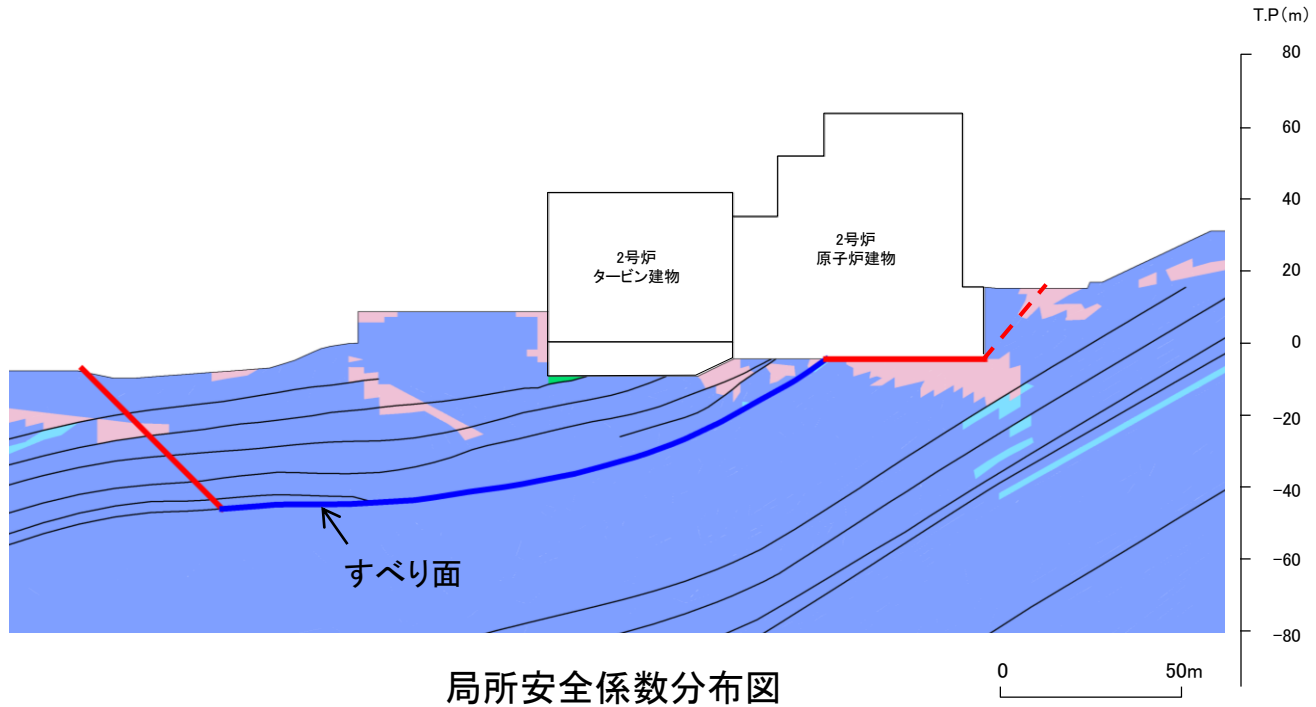 T.P(m)
80
60
40
20
0
-20
-40
-60
-80
2号炉
タービン建物
2号炉
原子炉建物
すべり面
局所安全係数分布図
0 50m